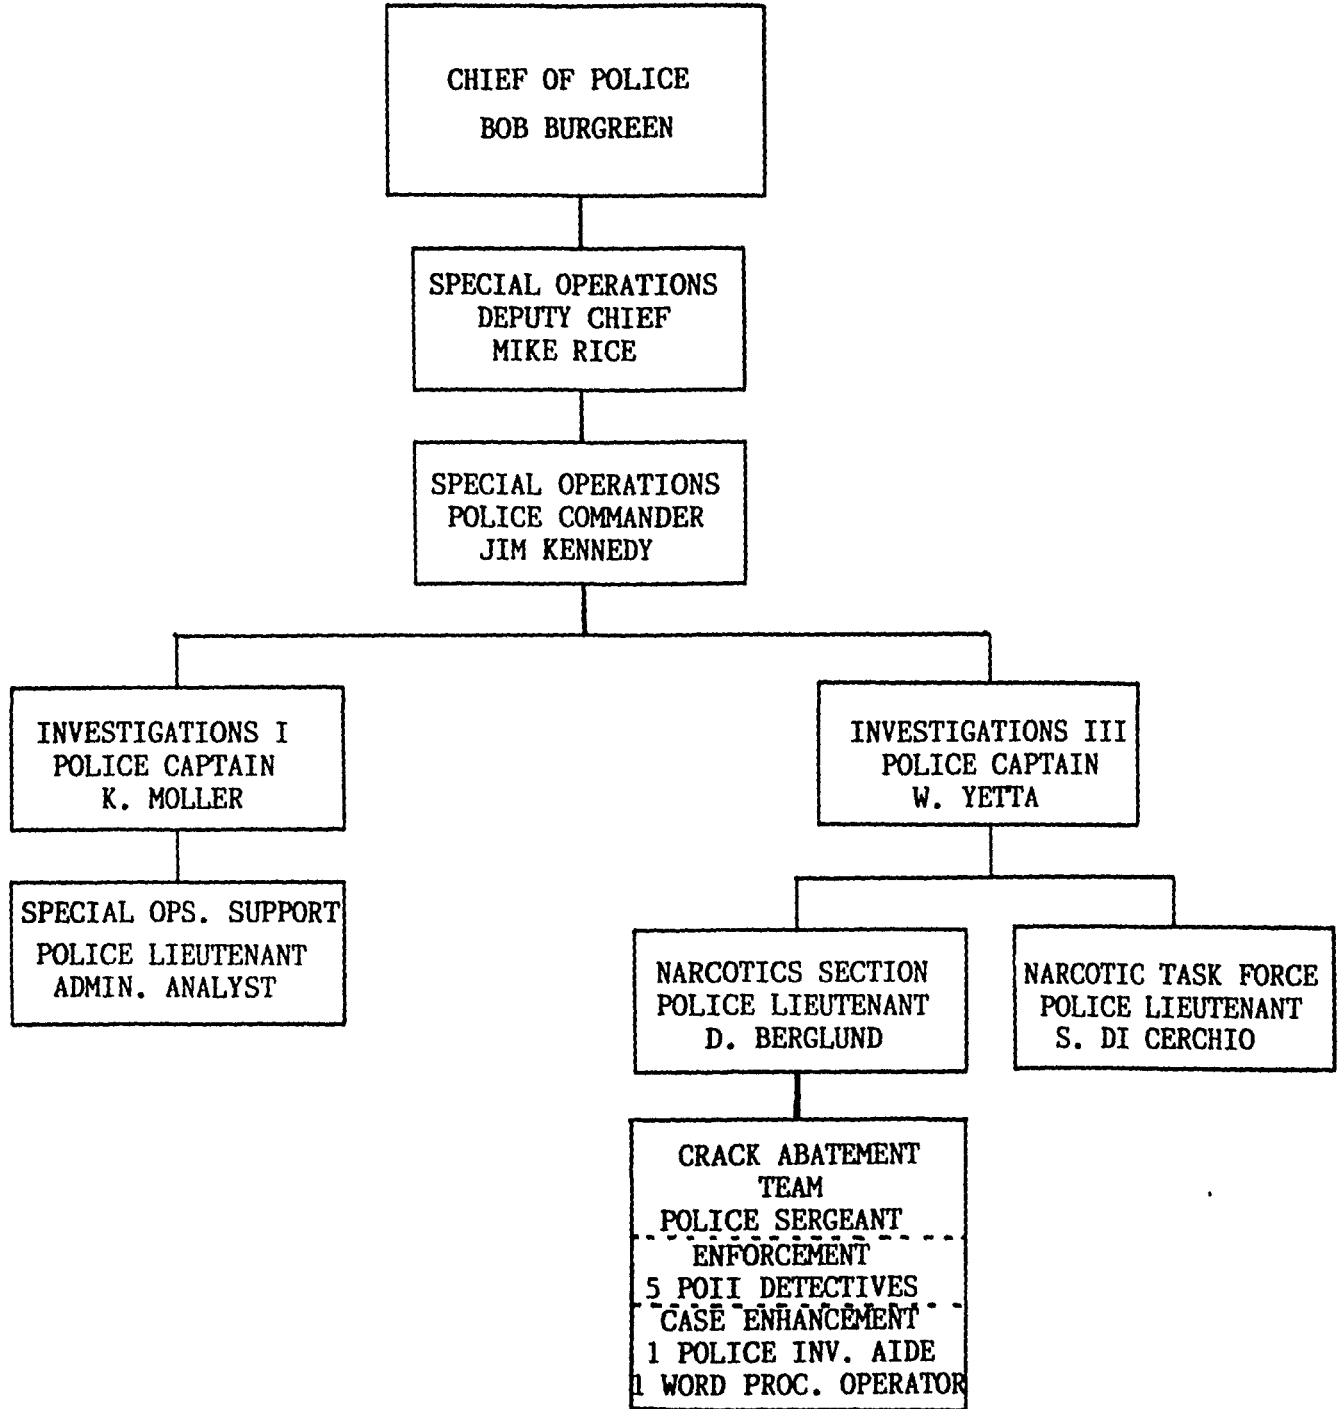 CHIEF OF POLICE
BOB BURGREEN
SPECIAL OPERATIONS
DEPUTY CHIEF
MIKE RICE
SPECIAL OPERATIONS
POLICE COMMANDER
JIM KENNEDY
INVESTIGATIONS I
POLICE CAPTAIN
K. MOLLER
INVESTIGATIONS III
POLICE CAPTAIN
W. YETTA
SPECIAL OPS. SUPPORT
POLICE LIEUTENANT
ADMIN. ANALYST
NARCOTICS SECTION
POLICE LIEUTENANT
D. BERGLUND
NARCOTIC TASK FORCE
POLICE LIEUTENANT
S. DI CERCHIO
CRACK ABATEMENT
TEAM
POLICE SERGEANT
ENFORCEMENT
5 POII DETECTIVES
CASE ENHANCEMENT
1 POLICE INV. AIDE
1 WORD PROC. OPERATOR